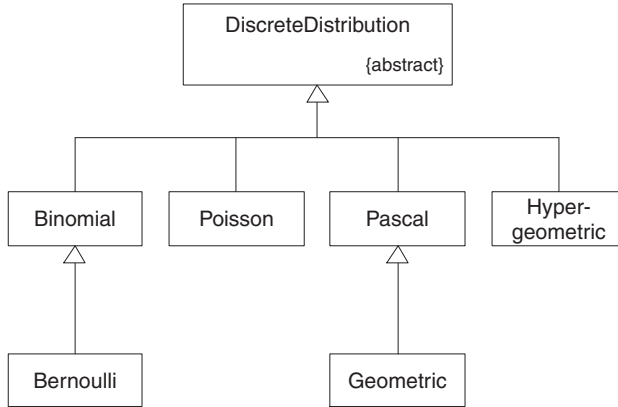 DiscreteDistribution
{abstract}
Binomial
Poisson
Pascal
Hyper-
geometric
Bernoulli
Geometric